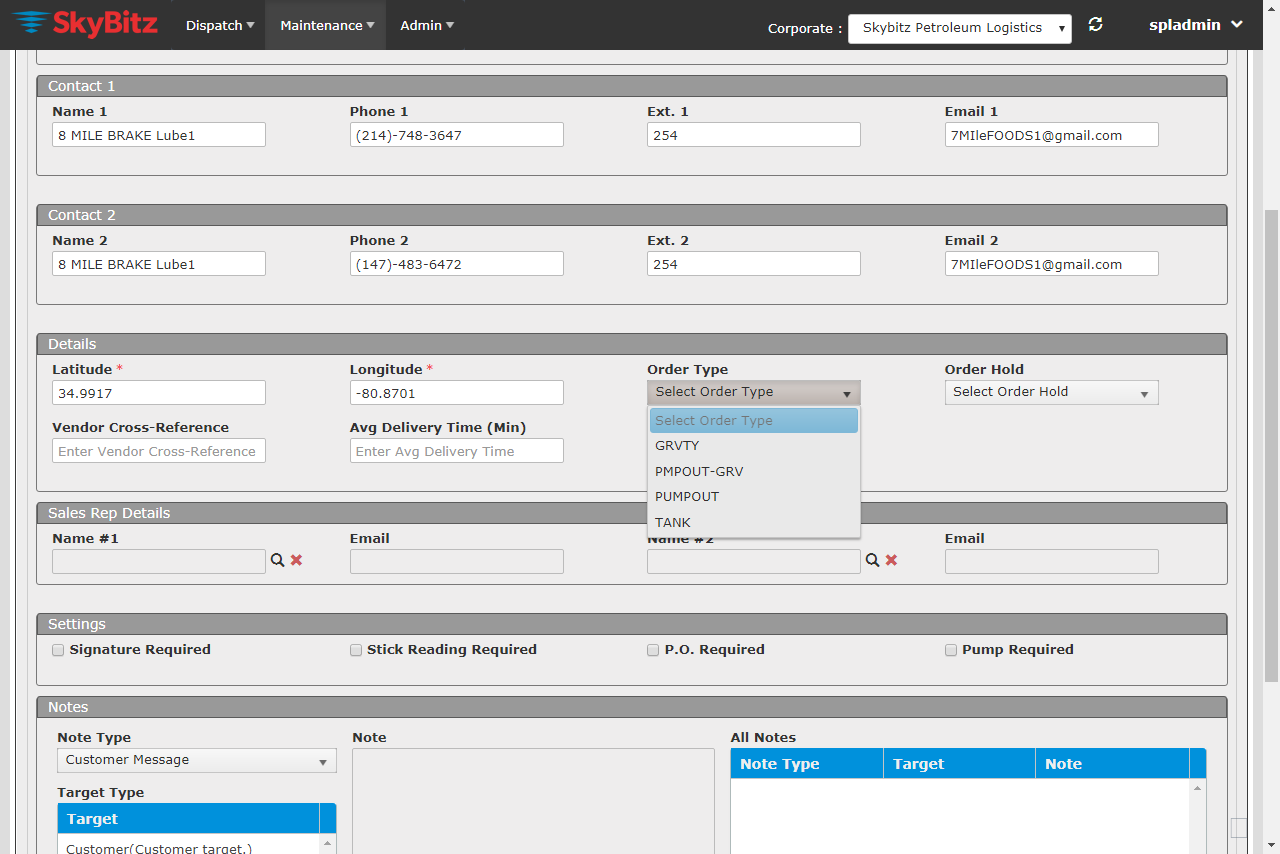 SkyBitz Dispatch Maintenance Admin Corporate : Skybitz Petroleum Logistics spladmin
Contact 1
Name 1 Phone 1 Ext. 1 Email 1
8 MILE BRAKE Lube1 (214)-748-3647 254 7MIleFOODS1@gmail.com
Contact 2
Name 2 Phone 2 Ext. 2 Email 2
8 MILE BRAKE Lube1 (147)-483-6472 254 7MIleFOODS1@gmail.com
Details
Latitude * Longitude * Order Type Order Hold
34.9917 -80.8701 Select Order Type Select Order Hold
Select Order Type
Vendor Cross-Reference Avg Delivery Time (Min)
Enter Vendor Cross-Reference Enter Avg Delivery Time
GRVTY
PMPOUT-GRV
PUMPOUT
TANK
Sales Rep Details
Name #1 Email Name #2 Email
Settings
Signature Required Stick Reading Required P.O. Required Pump Required
Notes
Note Type Note All Notes
Customer Message Note Type Target Note
Target Type
Target
Customer(Customer target.)